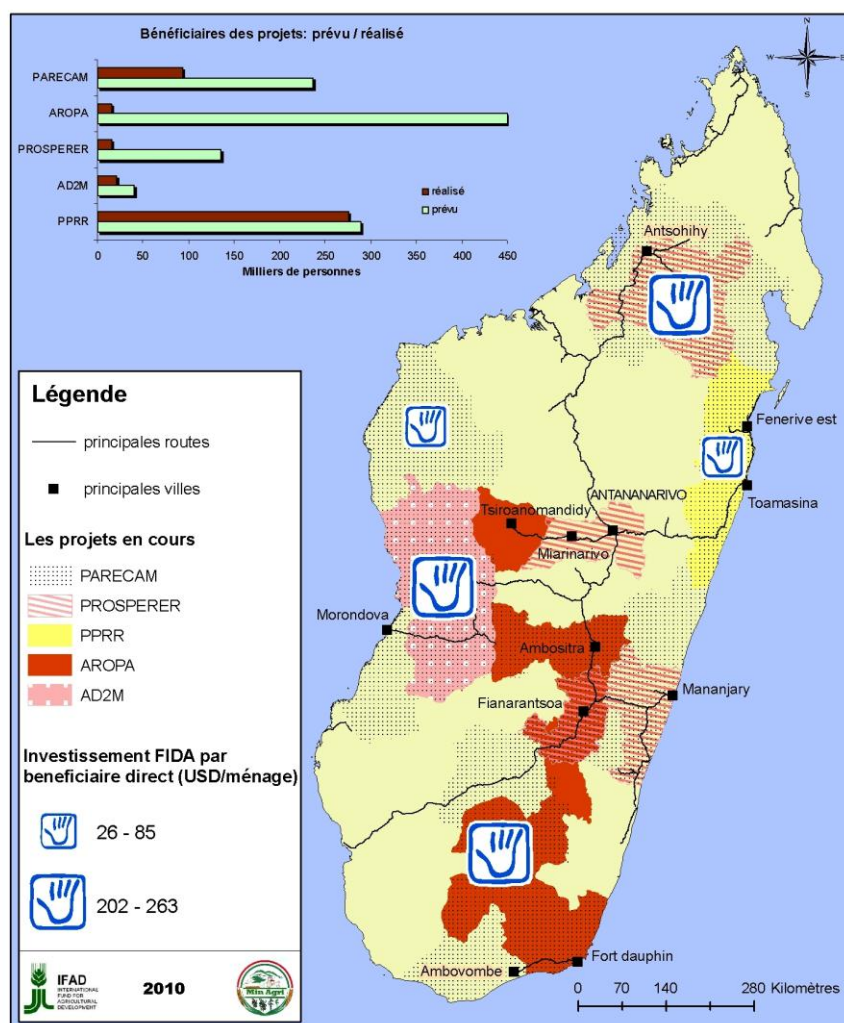 Bénéficiaires des projets: prévu / réalisé
PARECAM
AROPA
PROSPERER
AD2M
PPRR
réalisé
prévu
0 50 100 150 200 250 300 350 400 450
Milliers de personnes
N
W E
S
Antsohihy
Fenerive est
Toamasina
ANTANANARIVO
Tsiroanomandidy
Miarinarivo
Morondova
Ambositra
Fianarantsoa
Mananjary
Ambovombe
Fort dauphin
0 70 140 280 Kilomètres
Légende
principales routes
principales villes
Les projets en cours
PARECAM
PROSPERER
PPRR
AROPA
AD2M
Investissement FIDA par
beneficiaire direct (USD/ménage)
26 - 85
202 - 263
IFAD
INTERNATIONAL
FUND FOR
AGRICULTURAL
DEVELOPMENT
2010
Min Agri